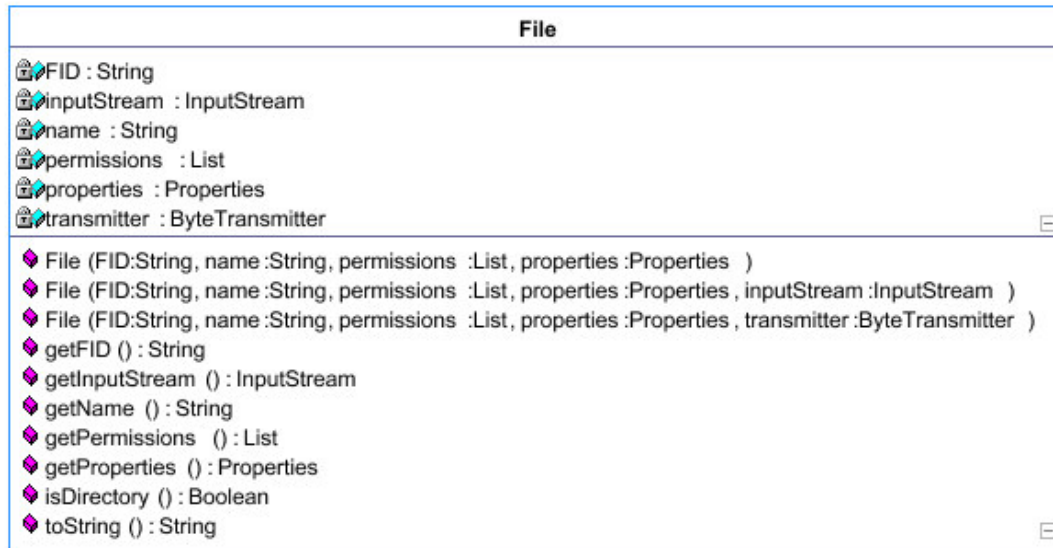 File
FID : String
inputStream : InputStream
name : String
permissions : List
properties : Properties
transmitter : ByteTransmitter
File (FID:String, name :String, permissions :List, properties :Properties )
File (FID:String, name :String, permissions :List, properties :Properties , inputStream :InputStream )
File (FID:String, name :String, permissions :List, properties :Properties , transmitter :ByteTransmitter )
getFID () : String
getInputStream () : InputStream
getName () : String
getPermissions () : List
getProperties () : Properties
isDirectory () : Boolean
toString () : String